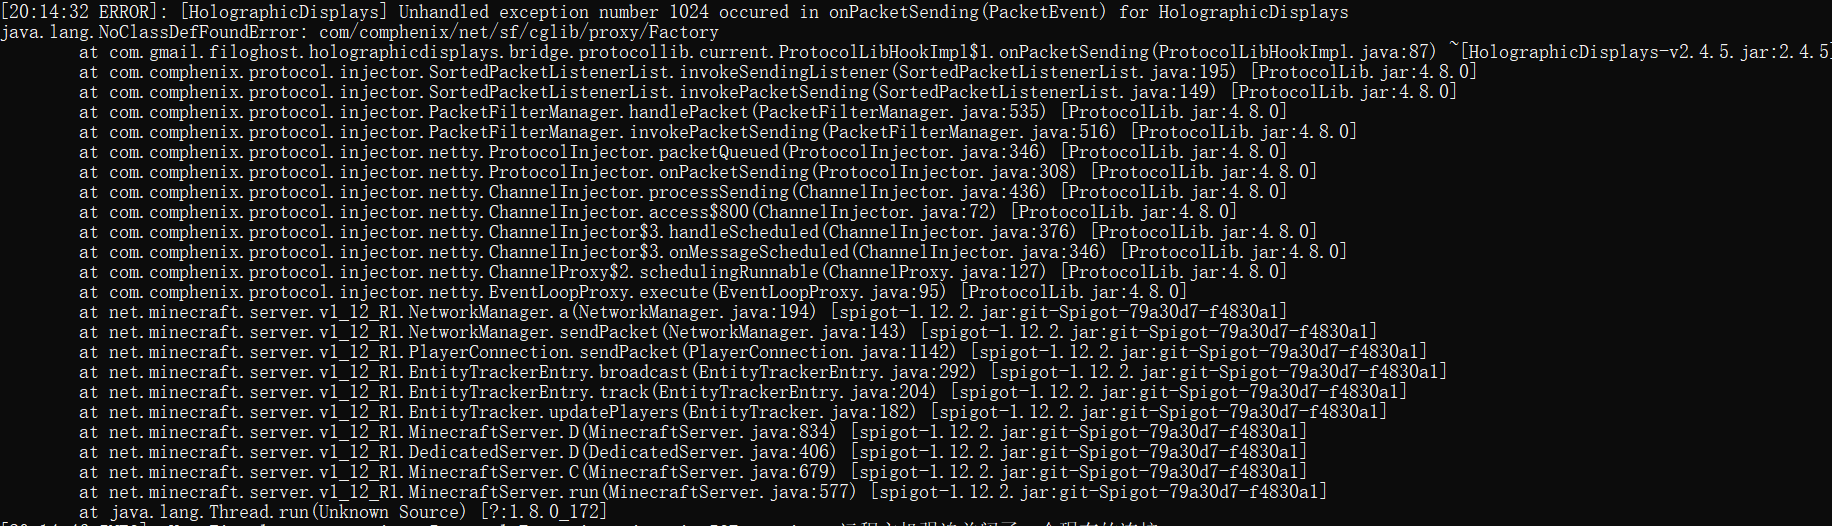 [20:14:32 ERROR]: [HolographicDisplays] Unhandled exception number 1024 occured in onPacketSending(PacketEvent) for HolographicDisplays
java.lang.NoClassDefFoundError: com/comphenix/net/sf/cglib/proxy/Factory
at com.gmail.filoghost.holographicdisplays.bridge.protocollib.current.ProtocolLibHookImpl$1.onPacketSending(ProtocolLibHookImpl.java:87) ~[HolographicDisplays-v2.4.5.jar:2.4.5]
at com.comphenix.protocol.injector.SortedPacketListenerList.invokeSendingListener(SortedPacketListenerList.java:195) [ProtocolLib.jar:4.8.0]
at com.comphenix.protocol.injector.SortedPacketListenerList.invokePacketSending(SortedPacketListenerList.java:149) [ProtocolLib.jar:4.8.0]
at com.comphenix.protocol.injector.PacketFilterManager.handlePacket(PacketFilterManager.java:535) [ProtocolLib.jar:4.8.0]
at com.comphenix.protocol.injector.PacketFilterManager.invokePacketSending(PacketFilterManager.java:516) [ProtocolLib.jar:4.8.0]
at com.comphenix.protocol.injector.netty.ProtocolInjector.packetQueued(ProtocolInjector.java:346) [ProtocolLib.jar:4.8.0]
at com.comphenix.protocol.injector.netty.ProtocolInjector.onPacketSending(ProtocolInjector.java:308) [ProtocolLib.jar:4.8.0]
at com.comphenix.protocol.injector.netty.ChannelInjector.processSending(ChannelInjector.java:436) [ProtocolLib.jar:4.8.0]
at com.comphenix.protocol.injector.netty.ChannelInjector.access$800(ChannelInjector.java:72) [ProtocolLib.jar:4.8.0]
at com.comphenix.protocol.injector.netty.ChannelInjector$3.handleScheduled(ChannelInjector.java:376) [ProtocolLib.jar:4.8.0]
at com.comphenix.protocol.injector.netty.ChannelInjector$3.onMessageScheduled(ChannelInjector.java:346) [ProtocolLib.jar:4.8.0]
at com.comphenix.protocol.injector.netty.ChannelProxy$2.schedulingRunnable(ChannelProxy.java:127) [ProtocolLib.jar:4.8.0]
at com.comphenix.protocol.injector.netty.EventLoopProxy.execute(EventLoopProxy.java:95) [ProtocolLib.jar:4.8.0]
at net.minecraft.server.v1_12_R1.NetworkManager.a(NetworkManager.java:194) [spigot-1.12.2.jar:git-Spigot-79a30d7-f4830a1]
at net.minecraft.server.v1_12_R1.NetworkManager.sendPacket(NetworkManager.java:143) [spigot-1.12.2.jar:git-Spigot-79a30d7-f4830a1]
at net.minecraft.server.v1_12_R1.PlayerConnection.sendPacket(PlayerConnection.java:1142) [spigot-1.12.2.jar:git-Spigot-79a30d7-f4830a1]
at net.minecraft.server.v1_12_R1.EntityTrackerEntry.broadcast(EntityTrackerEntry.java:292) [spigot-1.12.2.jar:git-Spigot-79a30d7-f4830a1]
at net.minecraft.server.v1_12_R1.EntityTrackerEntry.track(EntityTrackerEntry.java:204) [spigot-1.12.2.jar:git-Spigot-79a30d7-f4830a1]
at net.minecraft.server.v1_12_R1.EntityTracker.updatePlayers(EntityTracker.java:182) [spigot-1.12.2.jar:git-Spigot-79a30d7-f4830a1]
at net.minecraft.server.v1_12_R1.MinecraftServer.D(MinecraftServer.java:834) [spigot-1.12.2.jar:git-Spigot-79a30d7-f4830a1]
at net.minecraft.server.v1_12_R1.DedicatedServer.D(DedicatedServer.java:406) [spigot-1.12.2.jar:git-Spigot-79a30d7-f4830a1]
at net.minecraft.server.v1_12_R1.MinecraftServer.C(MinecraftServer.java:679) [spigot-1.12.2.jar:git-Spigot-79a30d7-f4830a1]
at net.minecraft.server.v1_12_R1.MinecraftServer.run(MinecraftServer.java:577) [spigot-1.12.2.jar:git-Spigot-79a30d7-f4830a1]
at java.lang.Thread.run(Unknown Source) [?:1.8.0_172]